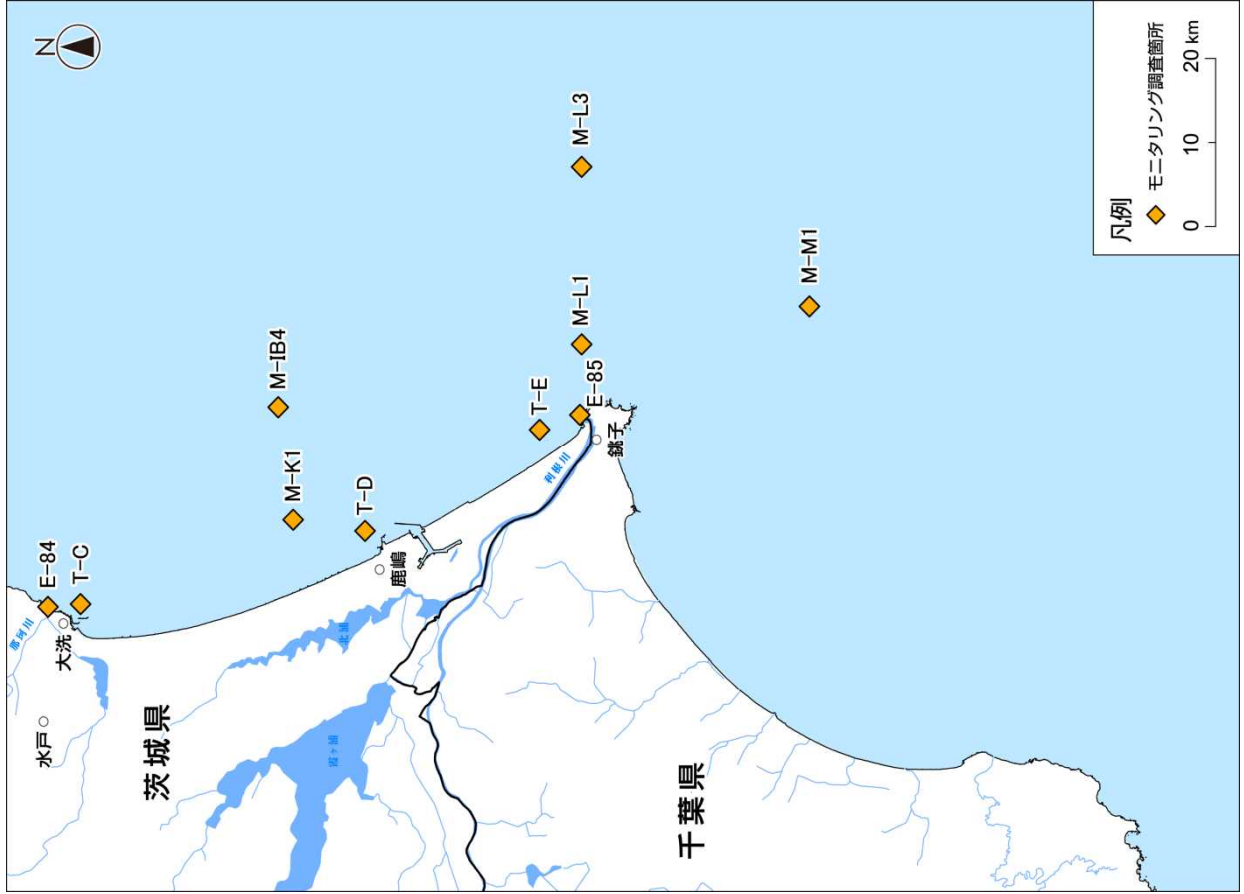 N
E-84
T-C
那珂川
大洗
水戸
茨城県
M-IB4
M-K1
T-D
鹿嶋
北浦
霞ヶ浦
T-E
M-L1
M-L3
E-85
利根川
銚子
千葉県
M-M1
凡例
モニタリング調査箇所
0 10 20 km